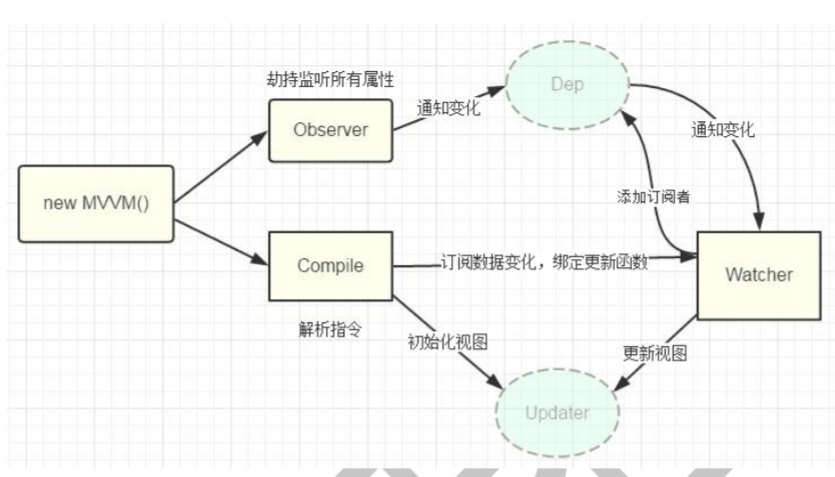 劫持监听所有属性
Dep
通知变化
Observer
通知变化
new MVVM()
添加订阅者
Compile
订阅数据变化，绑定更新函数
Watcher
解析指令
初始化视图
更新视图
Updater